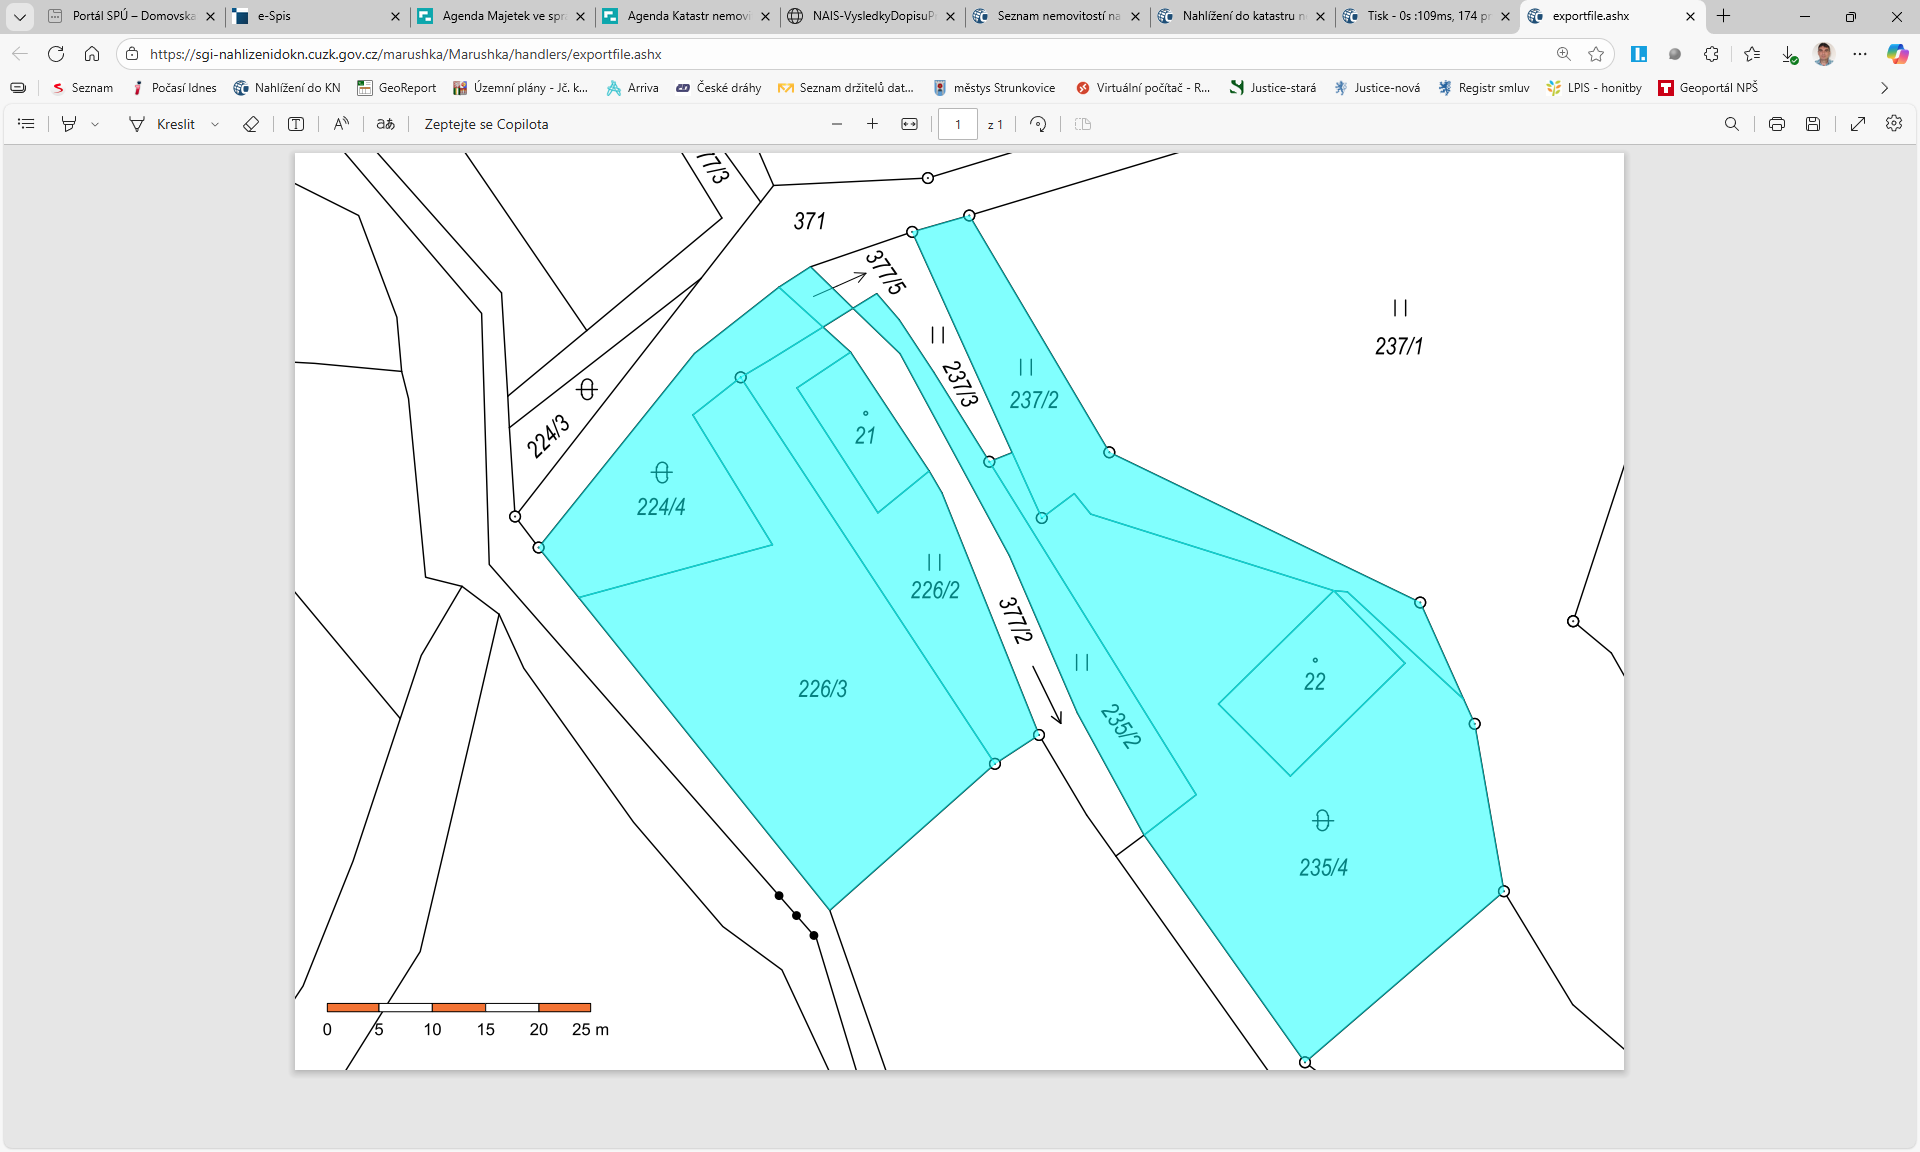 Portál SPÚ – Domovská
e-Spis
Agenda Majetek ve spr
Agenda Katastr nemovi
NAIS-VysledkyDopisuP
Seznam nemovitostí na
Nahlížení do katastru n
Tisk - 0s :109ms, 174 pr
exportfile.ashx
https://sgi-nahlizenidokn.cuzk.gov.cz/marushka/Marushka/handlers/exportfile.ashx
Seznam
Počasí Idnes
Nahlížení do KN
GeoReport
Územní plány - Jč. k...
Arriva
České dráhy
Seznam držitelů dat...
městys Strunkovice
Virtuální počítač - R...
Justice-stará
Justice-nová
Registr smluv
LPIS - honitby
Geoportál NPŠ
Kreslit
Zeptejte se Copilota
1
z 1
77/3
371
377/5
237/3
237/2
237/1
224/3
21
224/4
226/2
377/2
226/3
235/2
22
235/4
0 5 10 15 20 25 m